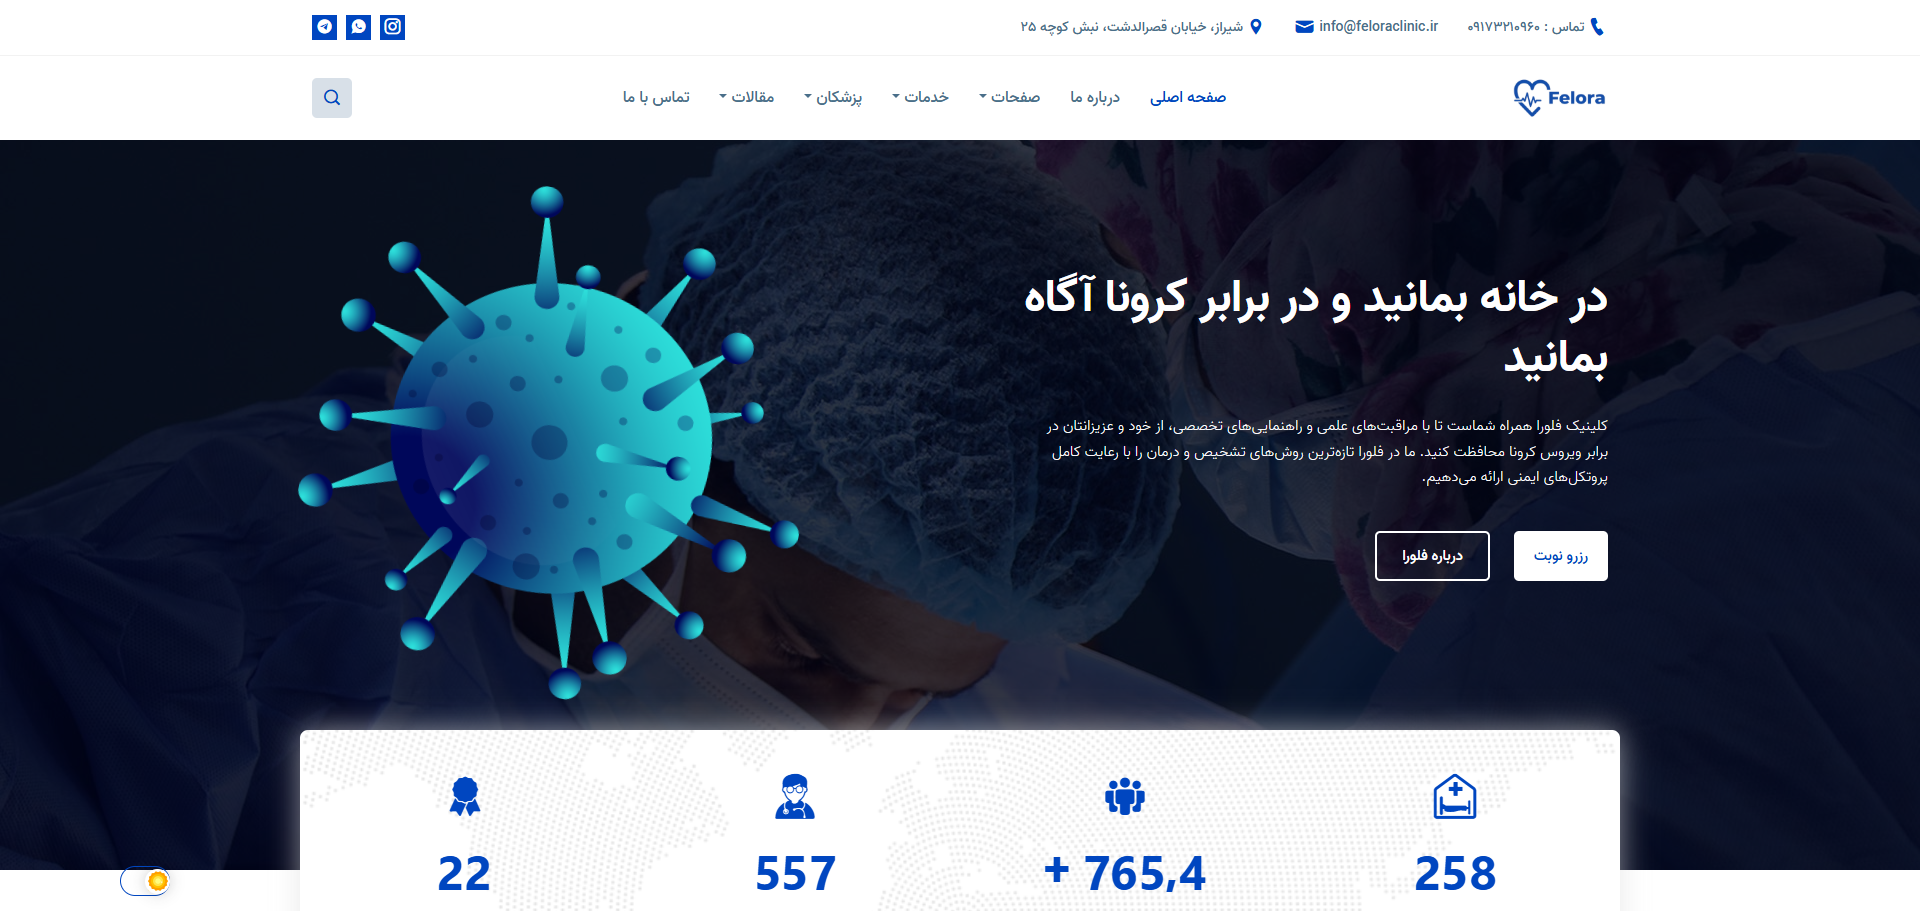 تماس : ۰۹۱۷۳۲۱۰۹۶۰
info@feloraclinic.ir
شیراز، خیابان قصرالدشت، نبش کوچه ۲۵
Felora
صفحه اصلی
درباره ما
صفحات
خدمات
پزشکان
مقالات
تماس با ما
در خانه بمانید و در برابر کرونا آگاه
بمانید
کلینیک فلورا همراه شماست تا با مراقبت‌های علمی و راهنمایی‌های تخصصی، از خود و عزیزانتان در
برابر ویروس کرونا محافظت کنید. ما در فلورا تازه‌ترین روش‌های تشخیص و درمان را با رعایت کامل
پروتکل‌های ایمنی ارائه می‌دهیم.
رزرو نوبت
درباره فلورا
258
+ 765,4
557
22